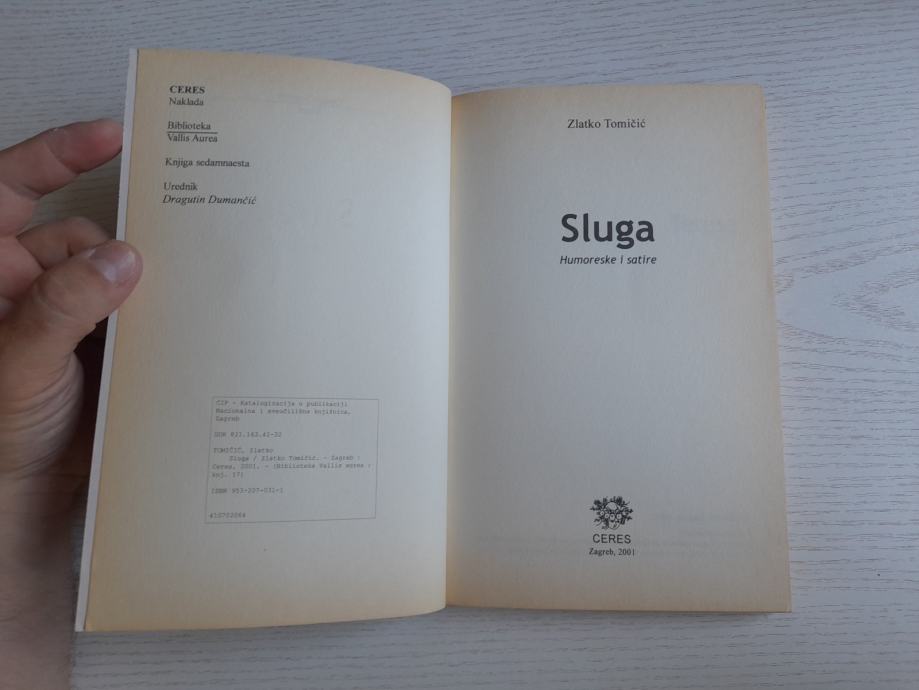 CERES
Naklada
Biblioteka
Vallis Aurea
Knjiga sedamnaesta
Urednik
Dragutin Dumančić
CIP - Katalogizacija u publikaciji
Nacionalna i sveučilišna knjižnica,
Zagreb
UDK 821.163.42-32
TOMIČIĆ, Zlatko
Sluga / Zlatko Tomičić. - Zagreb :
Ceres, 2001. - (Biblioteka Vallis aurea ;
knj. 17)
ISBN 953-207-031-1
410702064
Zlatko Tomičić
Sluga
Humoreske i satire
CERES
Zagreb, 2001